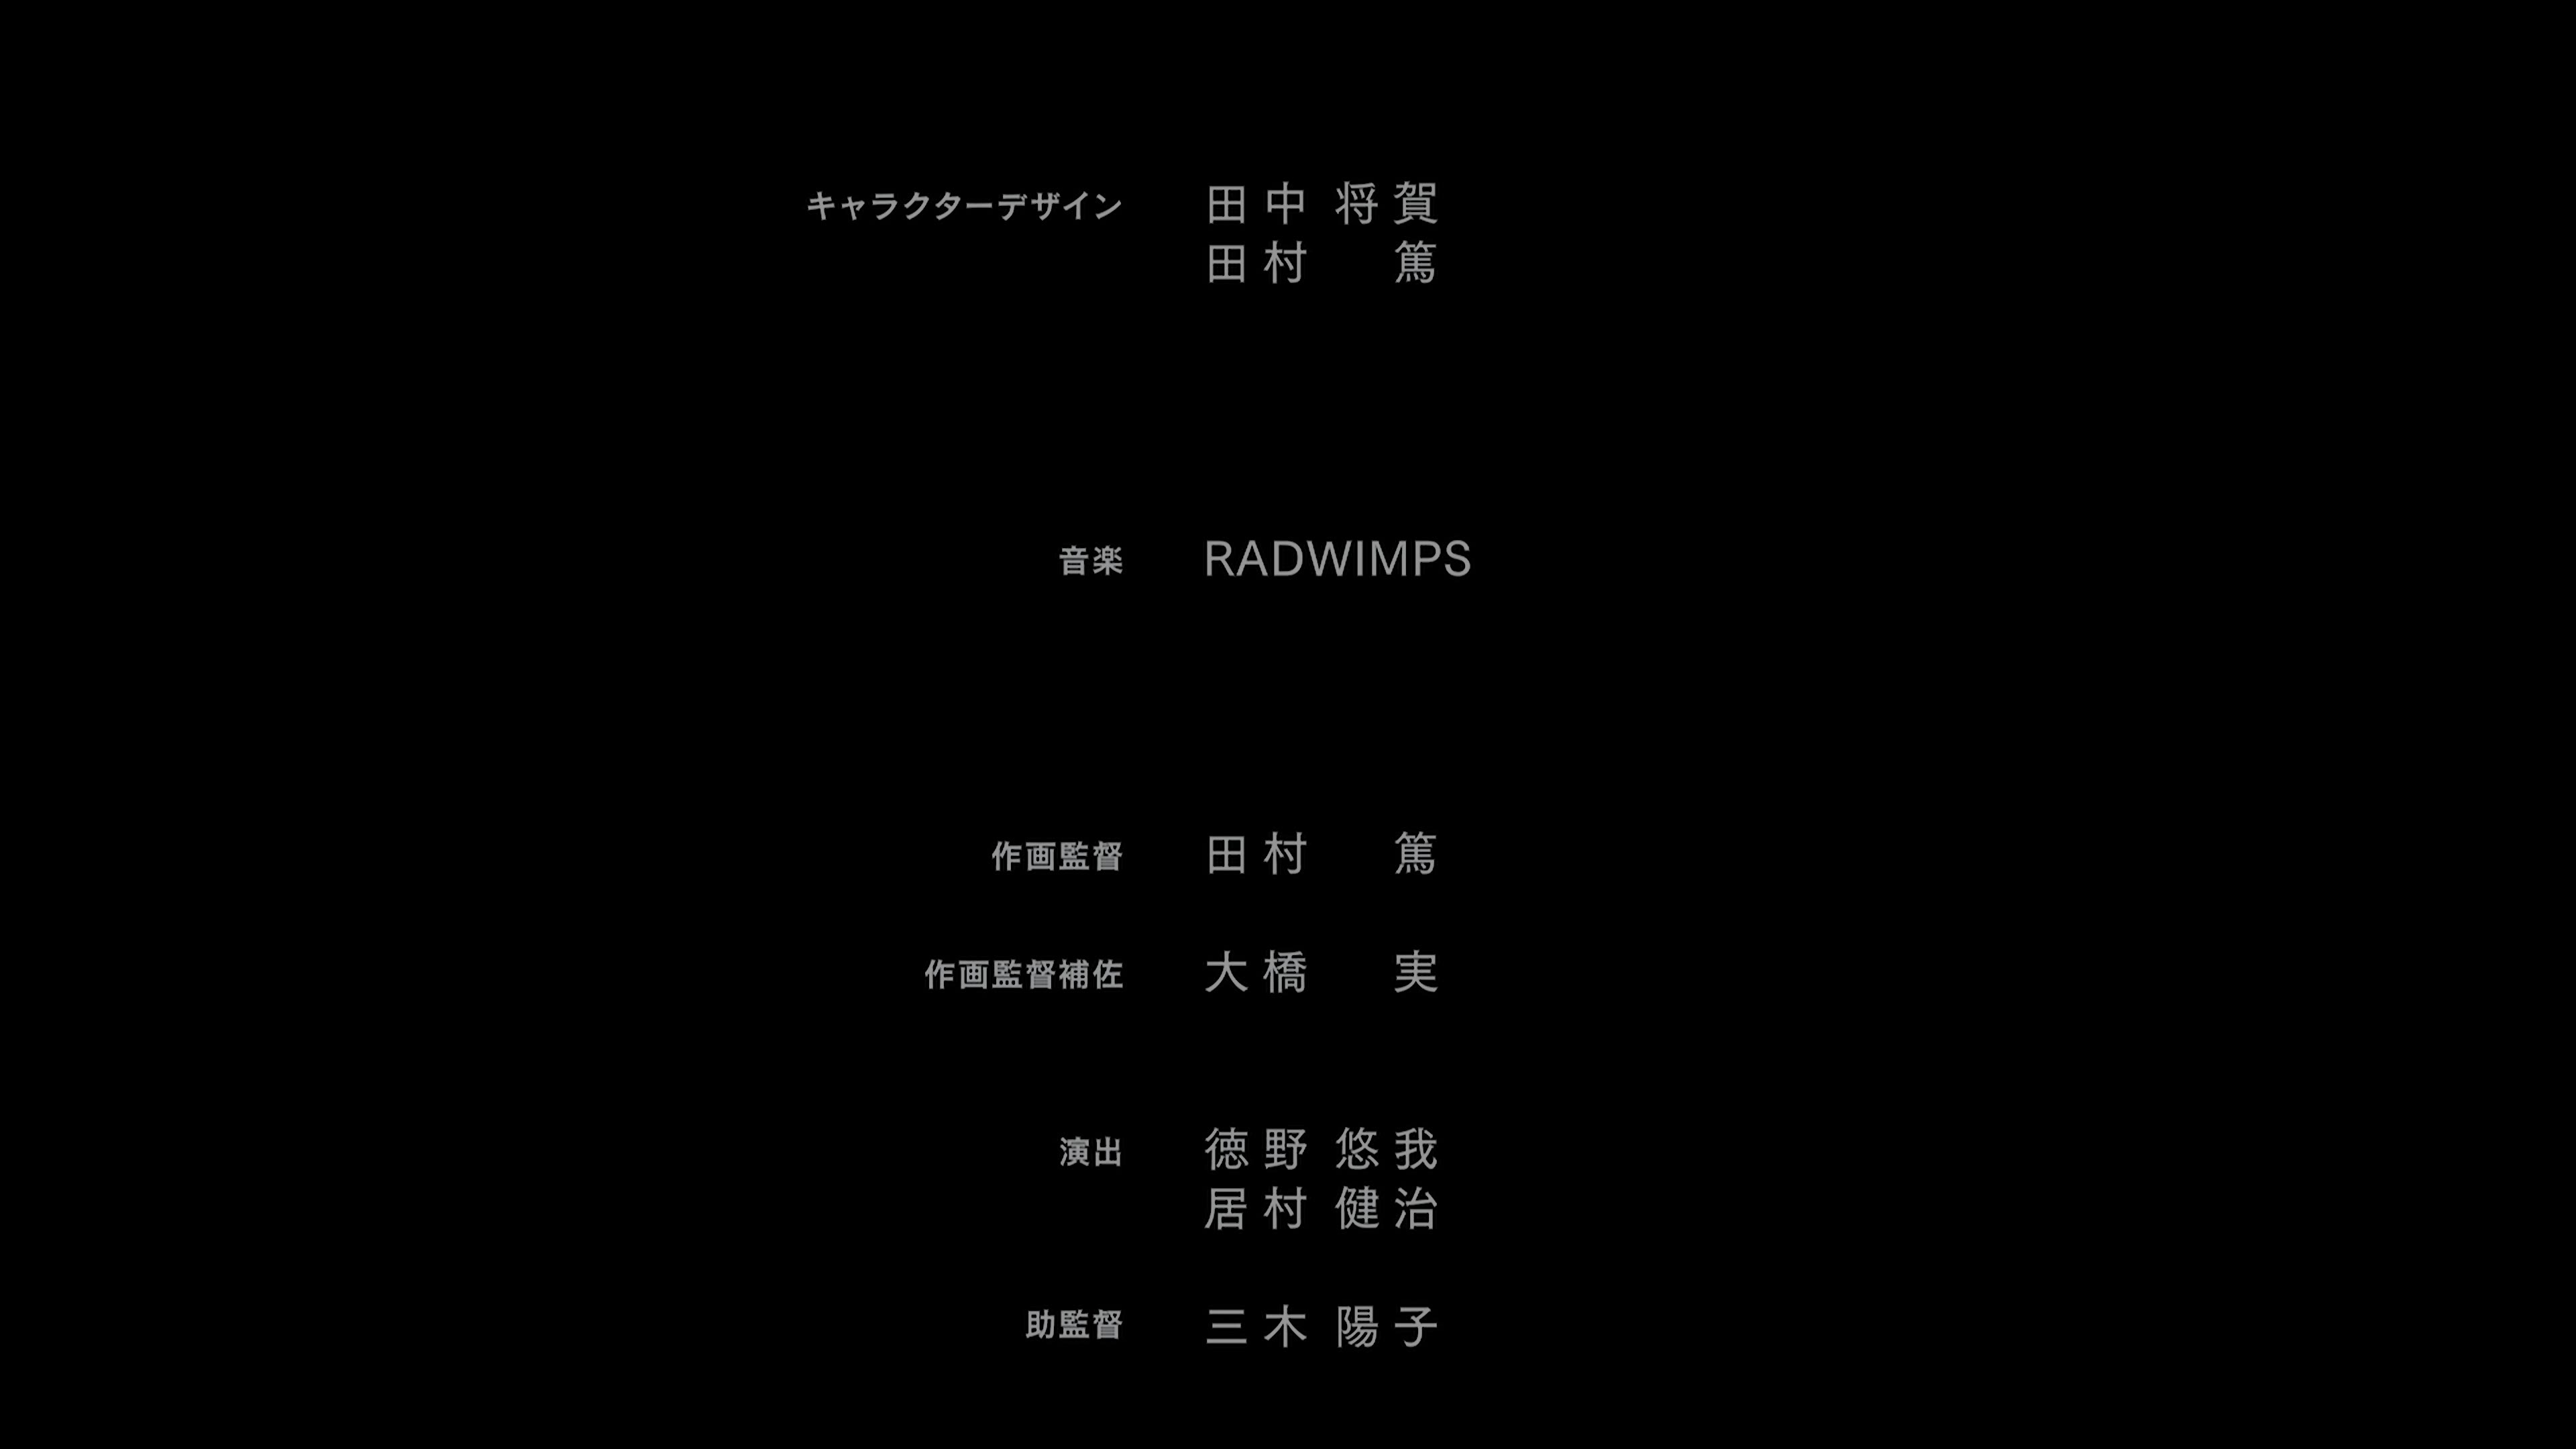 キャラクターデザイン 田中 将賀
田村 篤
音楽 RADWIMPS
作画監督 田村 篤
作画監督補佐 大橋 実
演出 徳野 悠我
居村 健治
助監督 三木 陽子